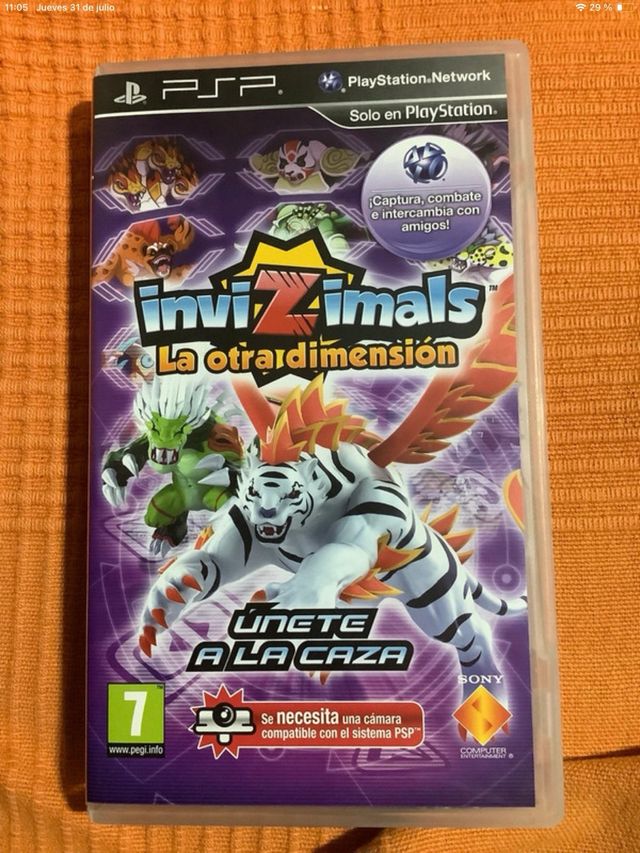 11:05 Jueves 31 de julio
29 %
PSP
PlayStation®Network
Solo en PlayStation®
¡Captura, combate
e intercambia con
amigos!
inviZimals™
La otra dimensión
ÚNETE
A LA CAZA
7
www.pegi.info
Se necesita una cámara
compatible con el sistema PSP™
SONY
COMPUTER
ENTERTAINMENT®